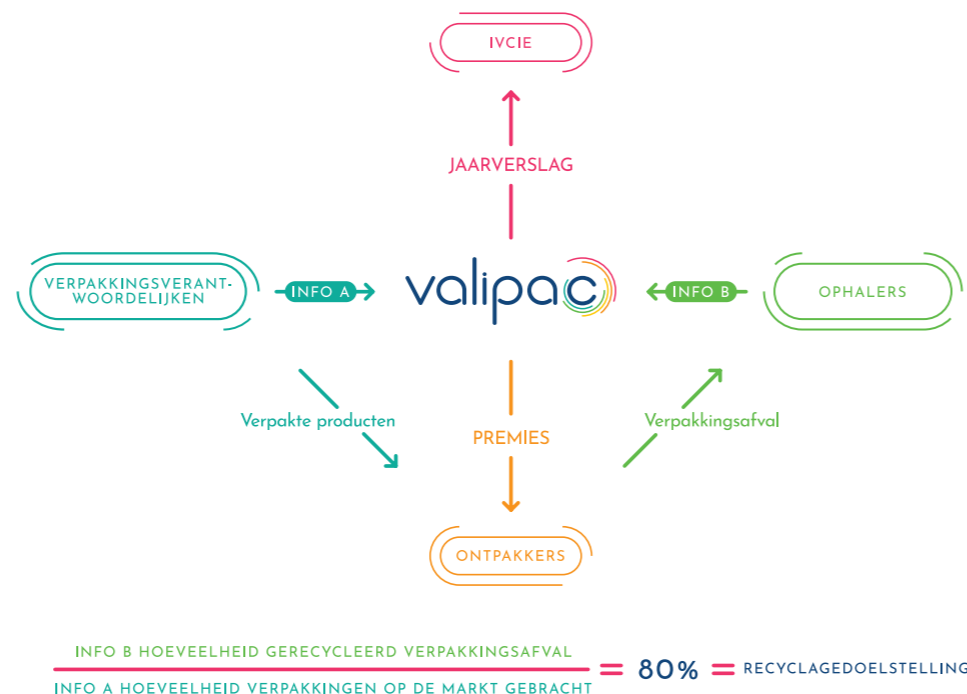 IVCIE
JAARVERSLAG
VERPAKKINGSVERANT-
WOORDELIJKEN
INFO A
valipac
INFO B
OPHALERS
Verpakte producten
PREMIES
Verpakkingsafval
ONTPAKKERS
INFO B HOEVEELHEID GERECYCLEERD VERPAKKINGSAFVAL
INFO A HOEVEELHEID VERPAKKINGEN OP DE MARKT GEBRACHT
= 80% = RECYCLAGEDOELSTELLING